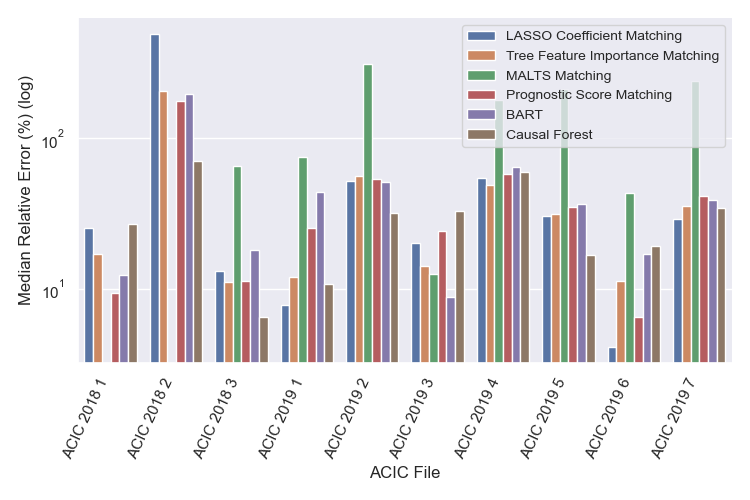 LASSO Coefficient Matching
Tree Feature Importance Matching
MALTS Matching
Prognostic Score Matching
BART
Causal Forest
Median Relative Error (%) (log)
10²
10¹
ACIC 2018 1
ACIC 2018 2
ACIC 2018 3
ACIC 2019 1
ACIC 2019 2
ACIC 2019 3
ACIC 2019 4
ACIC 2019 5
ACIC 2019 6
ACIC 2019 7
ACIC File